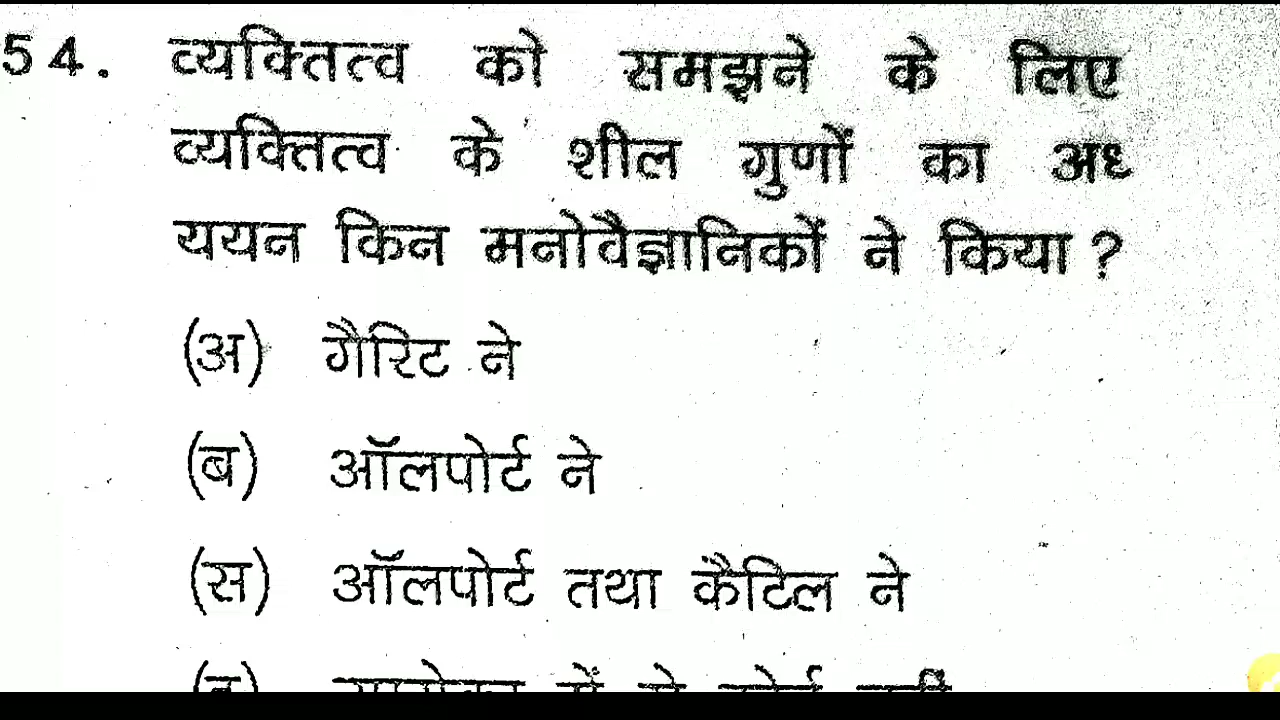 54. व्यक्तित्व को समझने के लिए
व्यक्तित्व के शील गुणों का अध
ययन किन मनोवैज्ञानिकों ने किया ?
(अ) गैरिट ने
(ब) ऑलपोर्ट ने
(स) ऑलपोर्ट तथा कैटिल ने